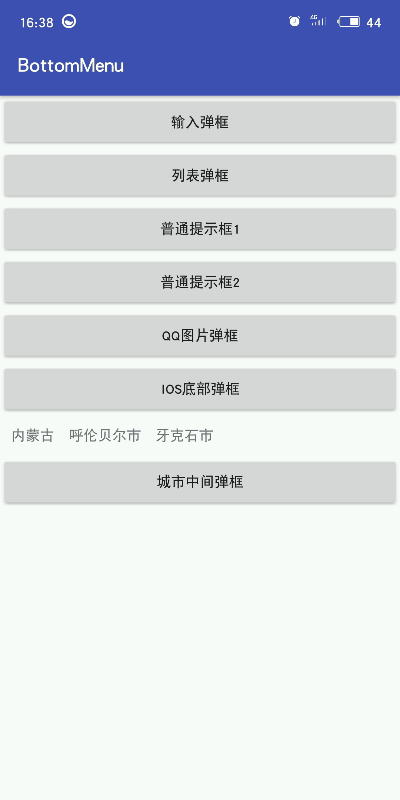 16:38 44
BottomMenu
输入弹框
列表弹框
普通提示框1
普通提示框2
QQ图片弹框
IOS底部弹框
内蒙古 呼伦贝尔市 牙克石市
城市中间弹框